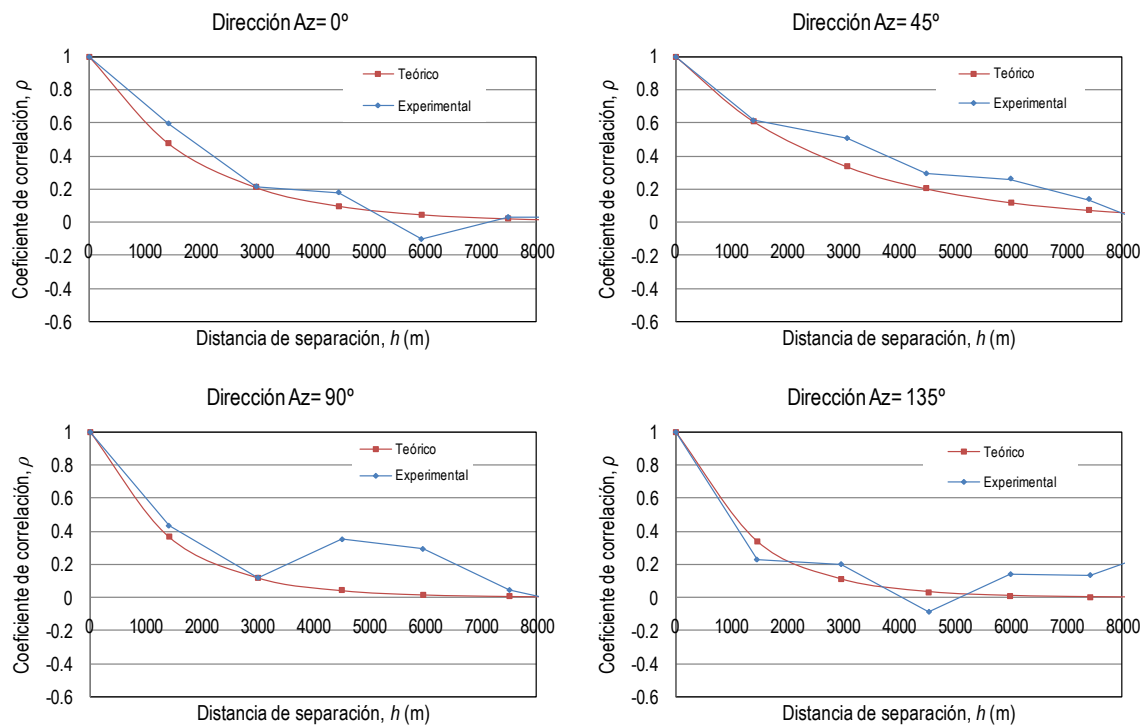 Dirección Az= 0º
Coeficiente de correlación, ρ
1
0.8
0.6
0.4
0.2
0
-0.2
-0.4
-0.6
0 1000 2000 3000 4000 5000 6000 7000 8000
Teórico
Experimental
Distancia de separación, h (m)
Dirección Az= 45º
Coeficiente de correlación, ρ
1
0.8
0.6
0.4
0.2
0
-0.2
-0.4
-0.6
0 1000 2000 3000 4000 5000 6000 7000 8000
Teórico
Experimental
Distancia de separación, h (m)
Dirección Az= 90º
Coeficiente de correlación, ρ
1
0.8
0.6
0.4
0.2
0
-0.2
-0.4
-0.6
0 1000 2000 3000 4000 5000 6000 7000 8000
Teórico
Experimental
Distancia de separación, h (m)
Dirección Az= 135º
Coeficiente de correlación, ρ
1
0.8
0.6
0.4
0.2
0
-0.2
-0.4
-0.6
0 1000 2000 3000 4000 5000 6000 7000 8000
Teórico
Experimental
Distancia de separación, h (m)